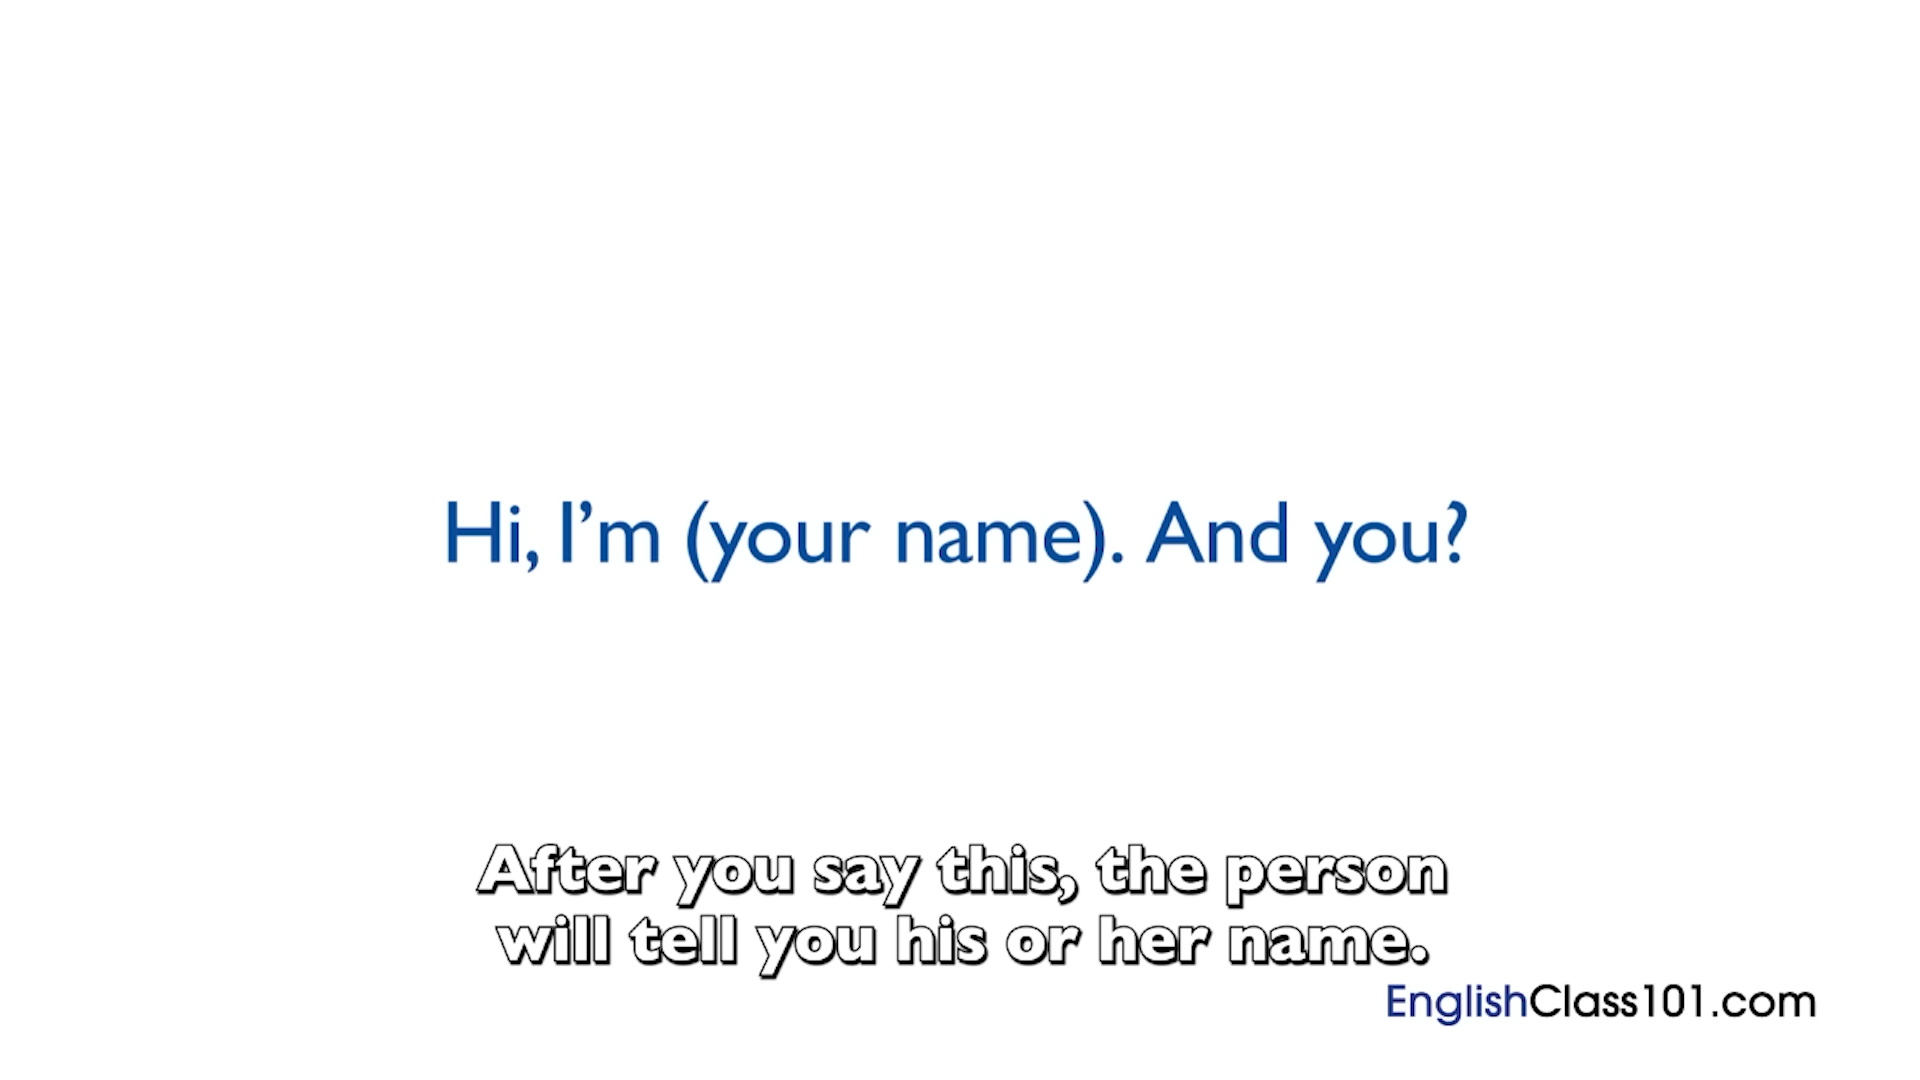 Hi, I’m (your name). And you?
After you say this, the person
will tell you his or her name.
EnglishClass101.com